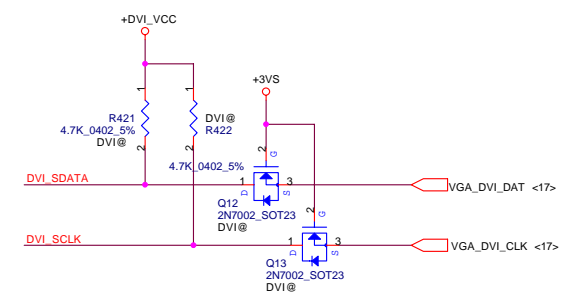 +DVI_VCC
+3VS
1
1
R421
4.7K_0402_5%
DVI@
2
DVI@
R422
2
4.7K_0402_5%
2
G
DVI_SDATA
1
3
D
S
VGA_DVI_DAT <17>
Q12
2N7002_SOT23
DVI@
2
G
DVI_SCLK
1
3
D
S
VGA_DVI_CLK <17>
Q13
2N7002_SOT23
DVI@